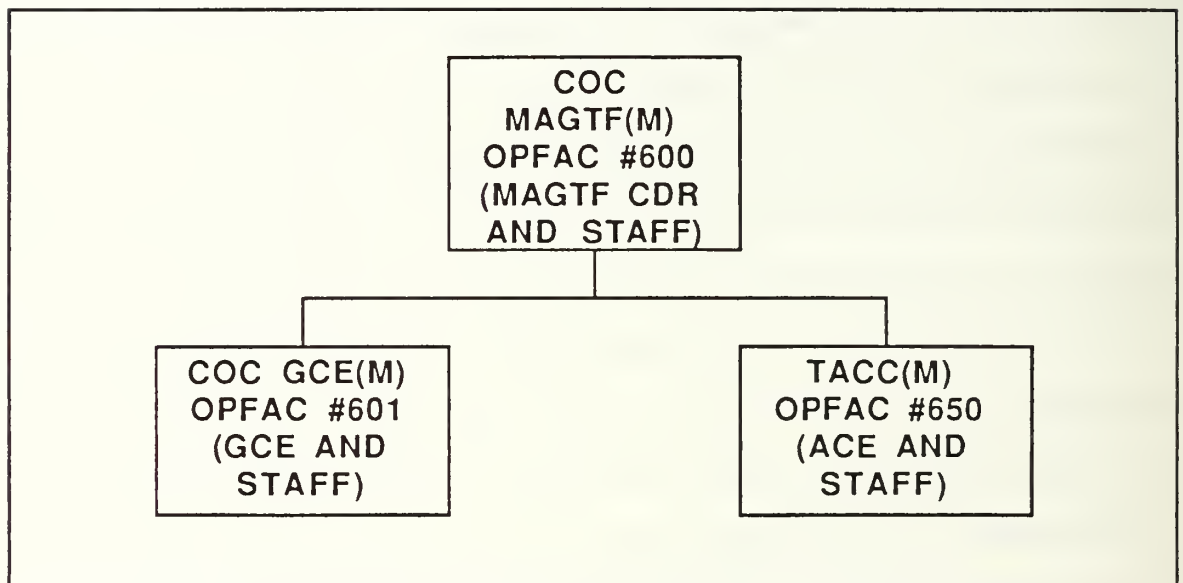 COC
MAGTF(M)
OPFAC #600
(MAGTF CDR
AND STAFF)
COC GCE(M)
OPFAC #601
(GCE AND
STAFF)
TACC(M)
OPFAC #650
(ACE AND
STAFF)